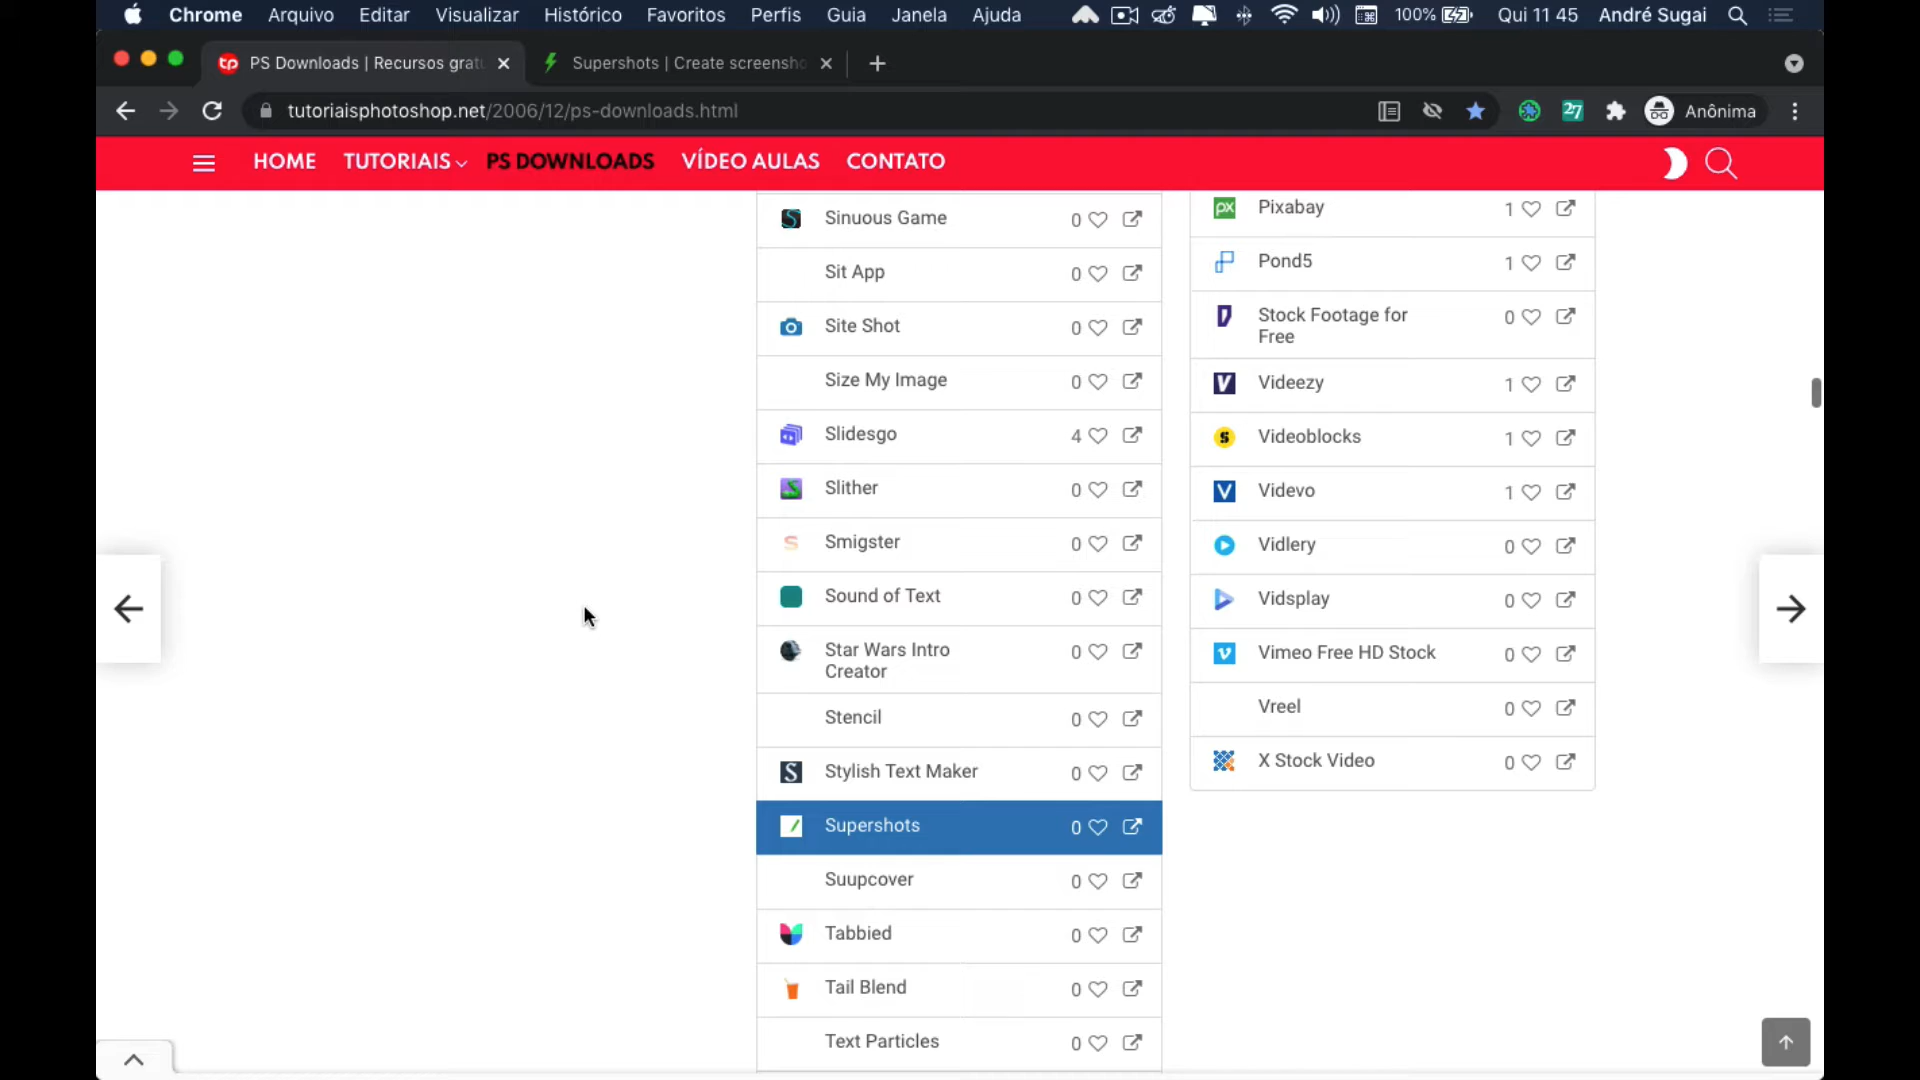 Chrome Arquivo Editar Visualizar Histórico Favoritos Perfis Guia Janela Ajuda 100% Qui 11 45 André Sugai
PS Downloads | Recursos grat
Supershots | Create screensho
tutoriaisphotoshop.net/2006/12/ps-downloads.html
27
Anônima
HOME TUTORIAIS PS DOWNLOADS VÍDEO AULAS CONTATO
Sinuous Game 0
Sit App 0
Site Shot 0
Size My Image 0
Slidesgo 4
Slither 0
Smigster 0
Sound of Text 0
Star Wars Intro
Creator 0
Stencil 0
Stylish Text Maker 0
Supershots 0
Suupcover 0
Tabbied 0
Tail Blend 0
Text Particles 0
Pixabay 1
Pond5 1
Stock Footage for
Free 0
Videezy 1
Videoblocks 1
Videvo 1
Vidlery 0
Vidsplay 0
Vimeo Free HD Stock 0
Vreel 0
X Stock Video 0